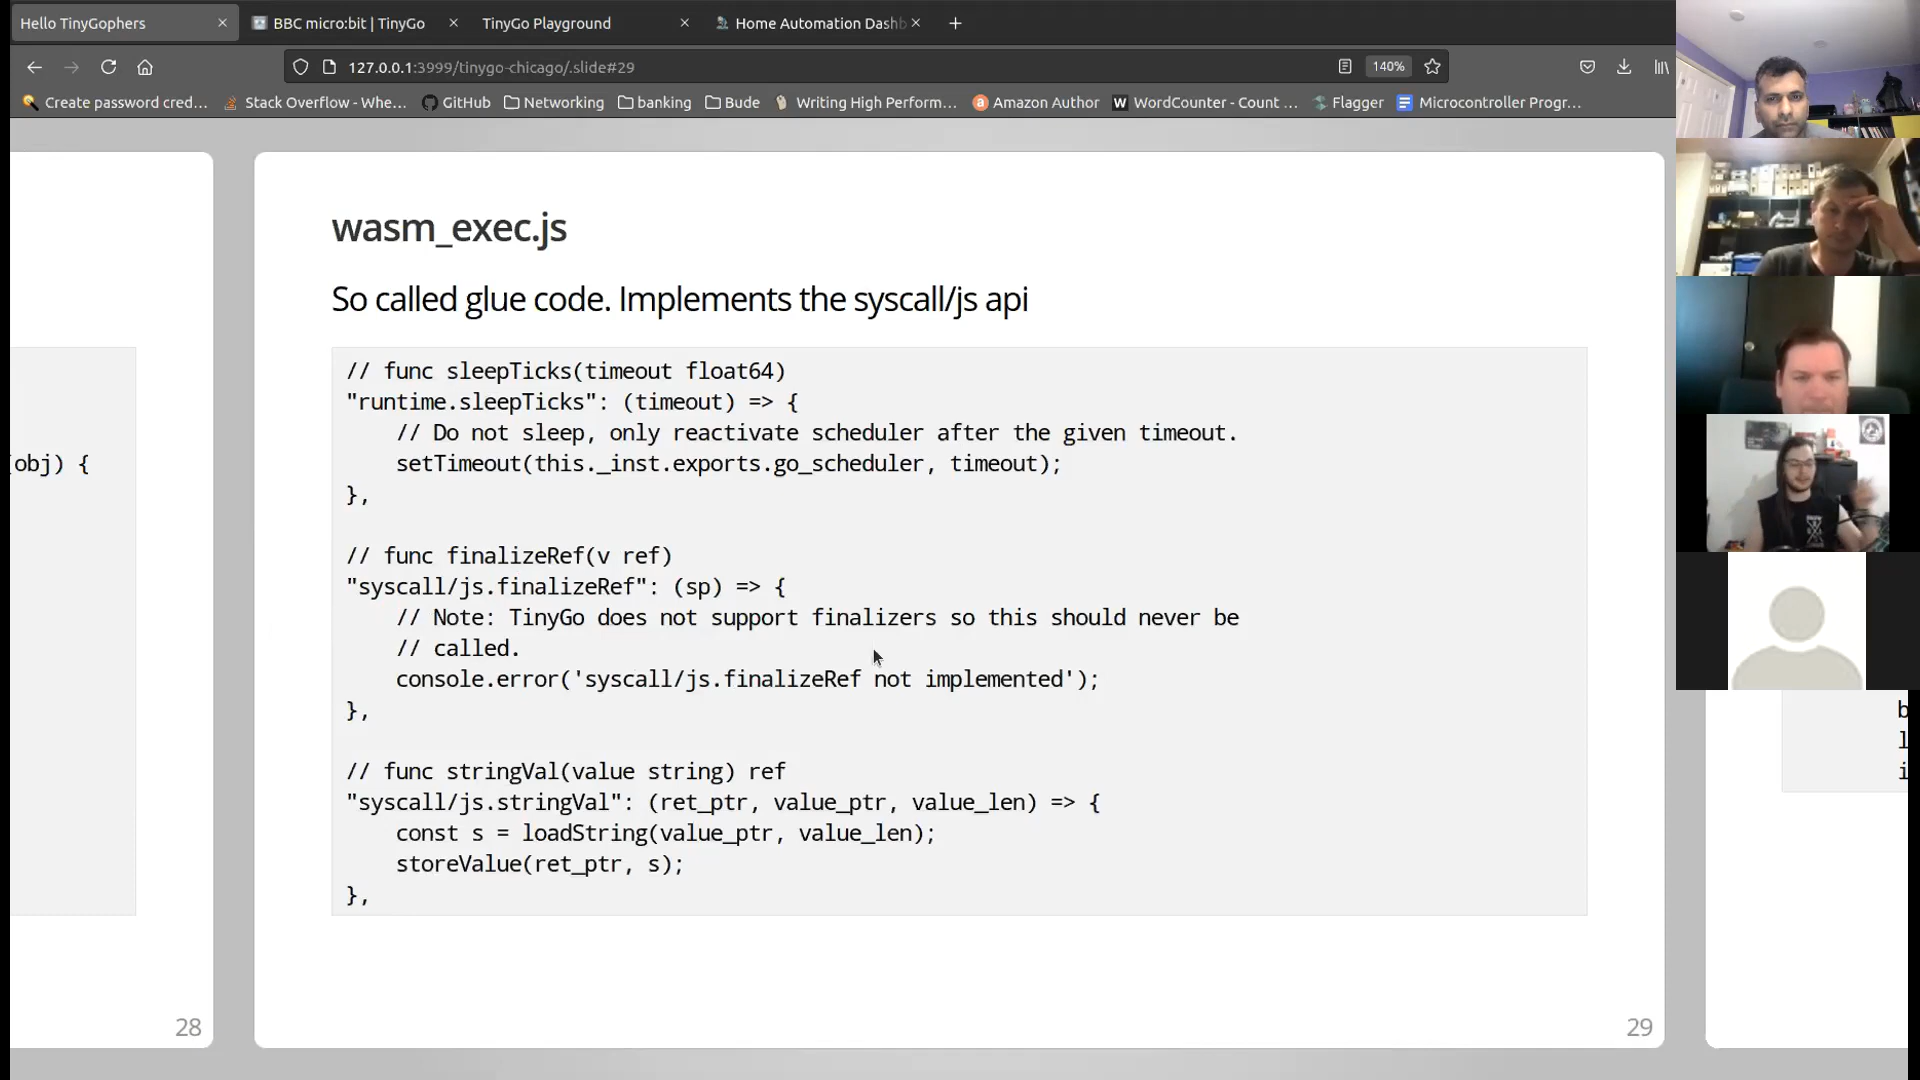 Hello TinyGophers
BBC micro:bit | TinyGo
TinyGo Playground
Home Automation Dashb
127.0.0.1:3999/tinygo-chicago/.slide#29
140%
Create password cred...
Stack Overflow - Whe...
GitHub
Networking
banking
Bude
Writing High Perform...
Amazon Author
WordCounter - Count ...
Flagger
Microcontroller Progr...
obj) {
28
wasm_exec.js
So called glue code. Implements the syscall/js api
// func sleepTicks(timeout float64)
"runtime.sleepTicks": (timeout) => {
// Do not sleep, only reactivate scheduler after the given timeout.
setTimeout(this._inst.exports.go_scheduler, timeout);
},
// func finalizeRef(v ref)
"syscall/js.finalizeRef": (sp) => {
// Note: TinyGo does not support finalizers so this should never be
// called.
console.error('syscall/js.finalizeRef not implemented');
},
// func stringVal(value string) ref
"syscall/js.stringVal": (ret_ptr, value_ptr, value_len) => {
const s = loadString(value_ptr, value_len);
storeValue(ret_ptr, s);
},
29
b
l
i